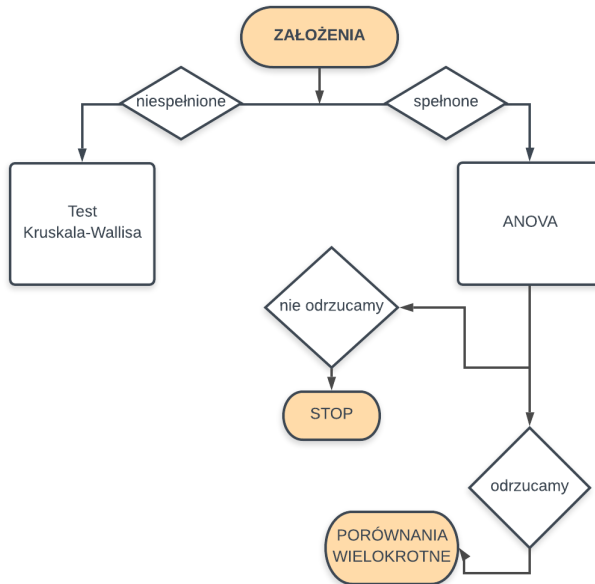 ZAŁOŻENIA
niespełnione
spełnone
Test
Kruskala-Wallisa
ANOVA
nie odrzucamy
STOP
odrzucamy
PORÓWNANIA
WIELOKROTNE